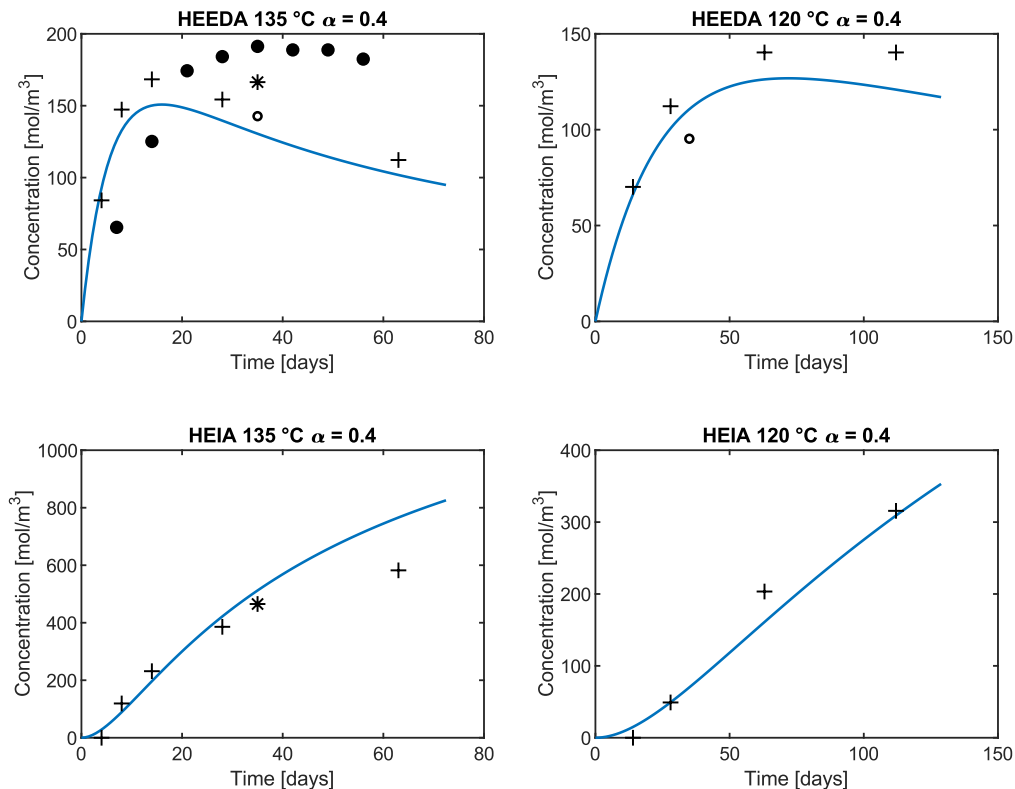 HEEDA 135 °C α = 0.4
200
150
100
50
0
Concentration [mol/m³]
0 20 40 60 80
Time [days]
HEEDA 120 °C α = 0.4
150
100
50
0
Concentration [mol/m³]
0 50 100 150
Time [days]
HEIA 135 °C α = 0.4
1000
800
600
400
200
0
Concentration [mol/m³]
0 20 40 60 80
Time [days]
HEIA 120 °C α = 0.4
400
300
200
100
0
Concentration [mol/m³]
0 50 100 150
Time [days]